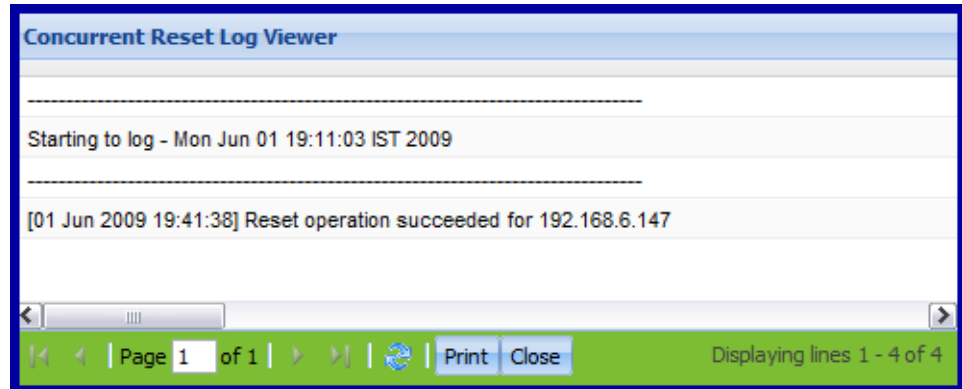 Concurrent Reset Log Viewer
--------------------------------------------------------------------------------
Starting to log - Mon Jun 01 19:11:03 IST 2009
--------------------------------------------------------------------------------
[01 Jun 2009 19:41:38] Reset operation succeeded for 192.168.6.147
Page 1 of 1 Print Close Displaying lines 1 - 4 of 4